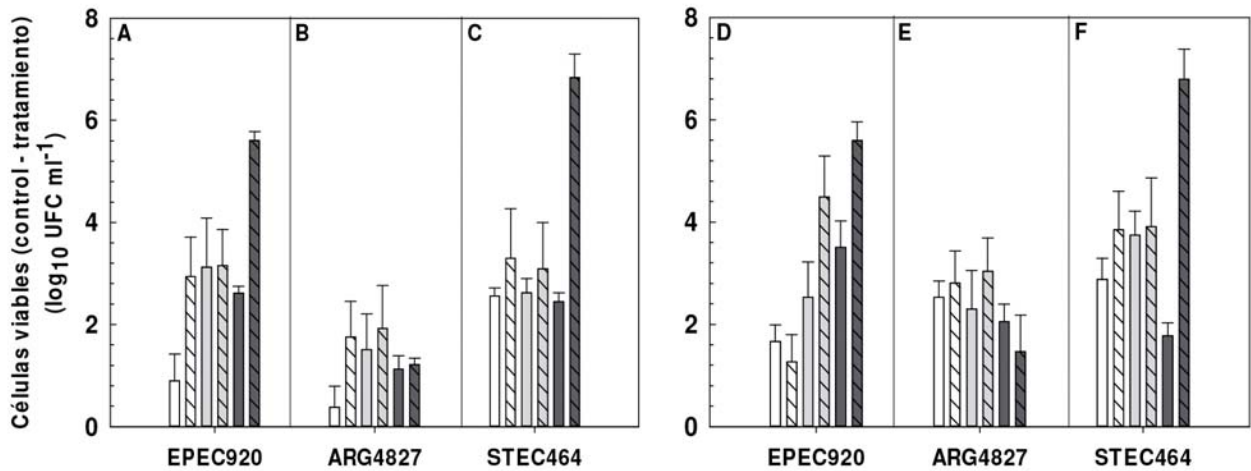 Células viables (control - tratamiento)
(log10 UFC ml-1)
8
6
4
2
0
A
B
C
EPEC920
ARG4827
STEC464
8
6
4
2
0
D
E
F
EPEC920
ARG4827
STEC464